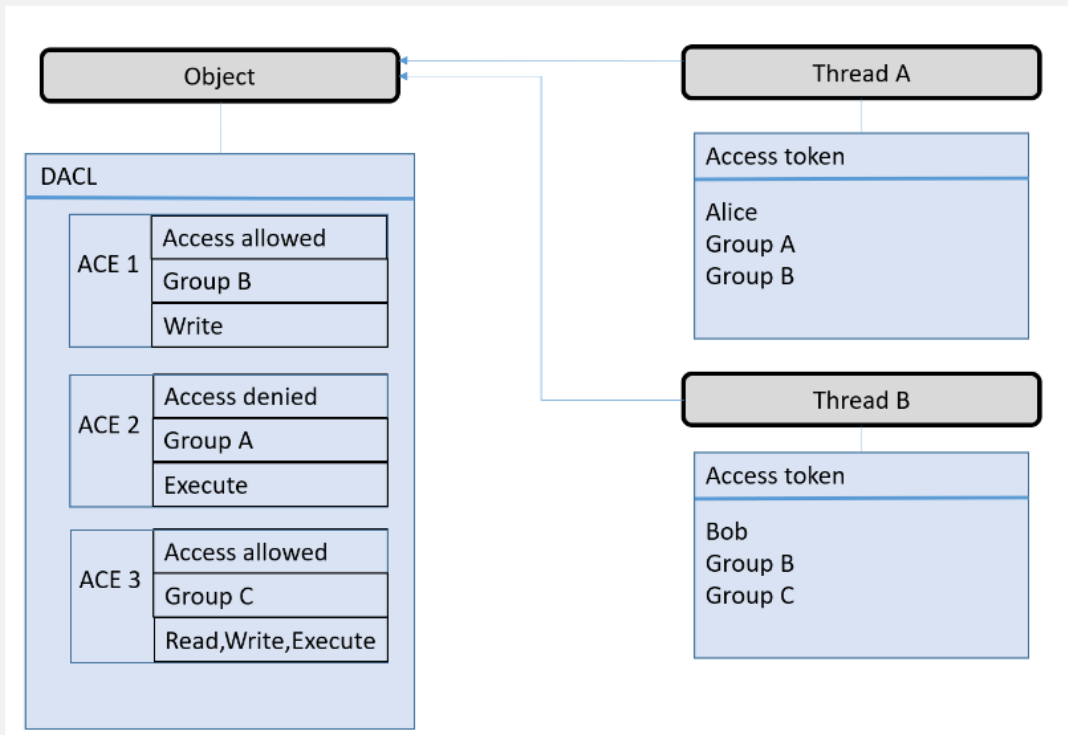 Object
DACL
ACE 1
Access allowed
Group B
Write
ACE 2
Access denied
Group A
Execute
ACE 3
Access allowed
Group C
Read,Write,Execute
Thread A
Access token
Alice
Group A
Group B
Thread B
Access token
Bob
Group B
Group C